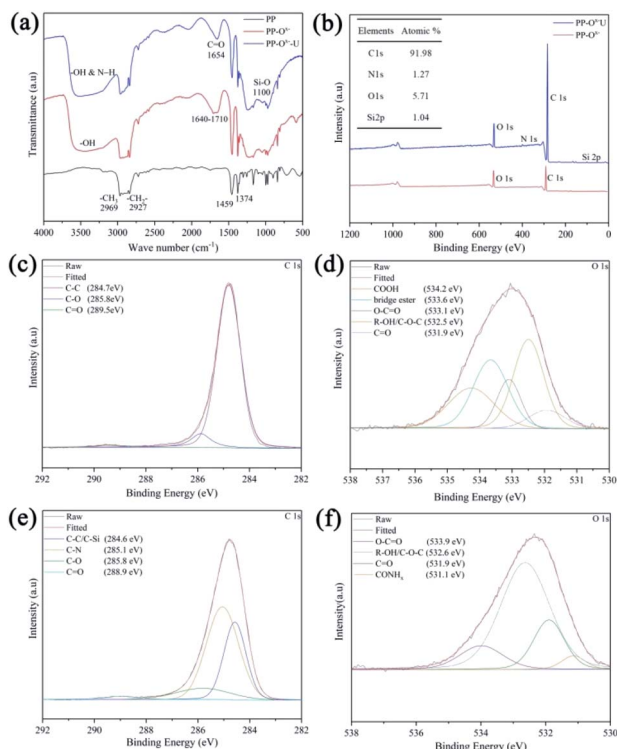 (a)
PP
PP-O^δ-
PP-O^δ--U
C=O
1654
-OH & N-H
Si-O
1100
1640-1710
-OH
-CH3
2969
-CH2-
2927
1459
1374
Transmittance (a.u)
4000 3500 3000 2500 2000 1500 1000 500
Wave number (cm⁻¹)
(b)
Elements Atomic %
C1s 91.98
N1s 1.27
O1s 5.71
Si2p 1.04
PP-O^δ-U
PP-O^δ-
C 1s
O 1s
N 1s
Si 2p
O 1s
C 1s
Intensity (a.u)
1200 1000 800 600 400 200 0
Binding Energy (eV)
(c)
C 1s
Raw
Fitted
C-C (284.7eV)
C-O (285.8eV)
C=O (289.5eV)
Intensity (a.u)
292 290 288 286 284 282
Binding Energy (eV)
(d)
O 1s
Raw
Fitted
COOH (534.2 eV)
bridge ester (533.6 eV)
O-C=O (533.1 eV)
R-OH/C-O-C (532.5 eV)
C=O (531.9 eV)
Intensity (a.u)
538 537 536 535 534 533 532 531 530
Binding Energy (eV)
(e)
C 1s
Raw
Fitted
C-C/C-Si (284.6 eV)
C-N (285.1 eV)
C-O (285.8 eV)
C=O (288.9 eV)
Intensity (a.u)
292 290 288 286 284 282
Binding Energy (eV)
(f)
O 1s
Raw
Fitted
O-C=O (533.9 eV)
R-OH/C-O-C (532.6 eV)
C=O (531.9 eV)
CONHx (531.1 eV)
Intensity(a.u)
538 536 534 532 530
Binding Energy (eV)